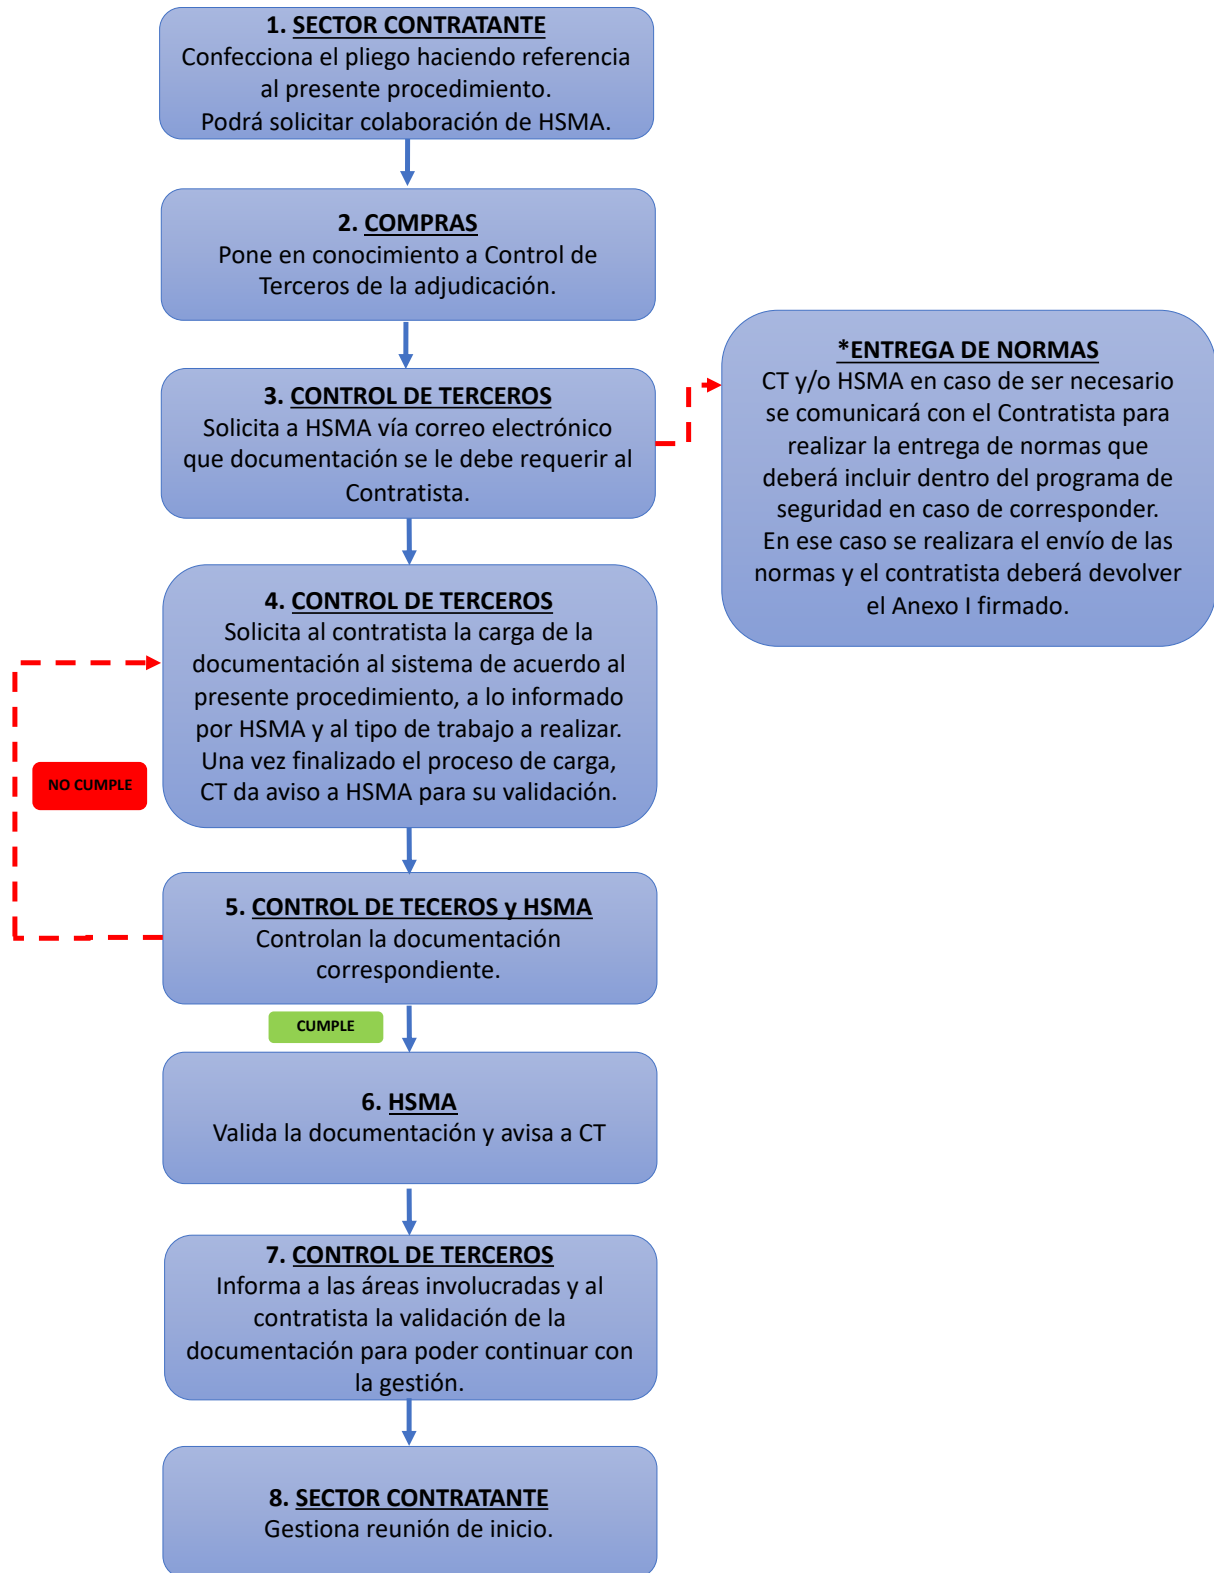 1. SECTOR CONTRATANTE
Confecciona el pliego haciendo referencia
al presente procedimiento.
Podrá solicitar colaboración de HSMA.
2. COMPRAS
Pone en conocimiento a Control de
Terceros de la adjudicación.
3. CONTROL DE TERCEROS
Solicita a HSMA vía correo electrónico
que documentación se le debe requerir al
Contratista.
*ENTREGA DE NORMAS
CT y/o HSMA en caso de ser necesario
se comunicará con el Contratista para
realizar la entrega de normas que
deberá incluir dentro del programa de
seguridad en caso de corresponder.
En ese caso se realizara el envío de las
normas y el contratista deberá devolver
el Anexo I firmado.
4. CONTROL DE TERCEROS
Solicita al contratista la carga de la
documentación al sistema de acuerdo al
presente procedimiento, a lo informado
por HSMA y al tipo de trabajo a realizar.
Una vez finalizado el proceso de carga,
CT da aviso a HSMA para su validación.
NO CUMPLE
5. CONTROL DE TECEROS y HSMA
Controlan la documentación
correspondiente.
CUMPLE
6. HSMA
Valida la documentación y avisa a CT
7. CONTROL DE TERCEROS
Informa a las áreas involucradas y al
contratista la validación de la
documentación para poder continuar con
la gestión.
8. SECTOR CONTRATANTE
Gestiona reunión de inicio.